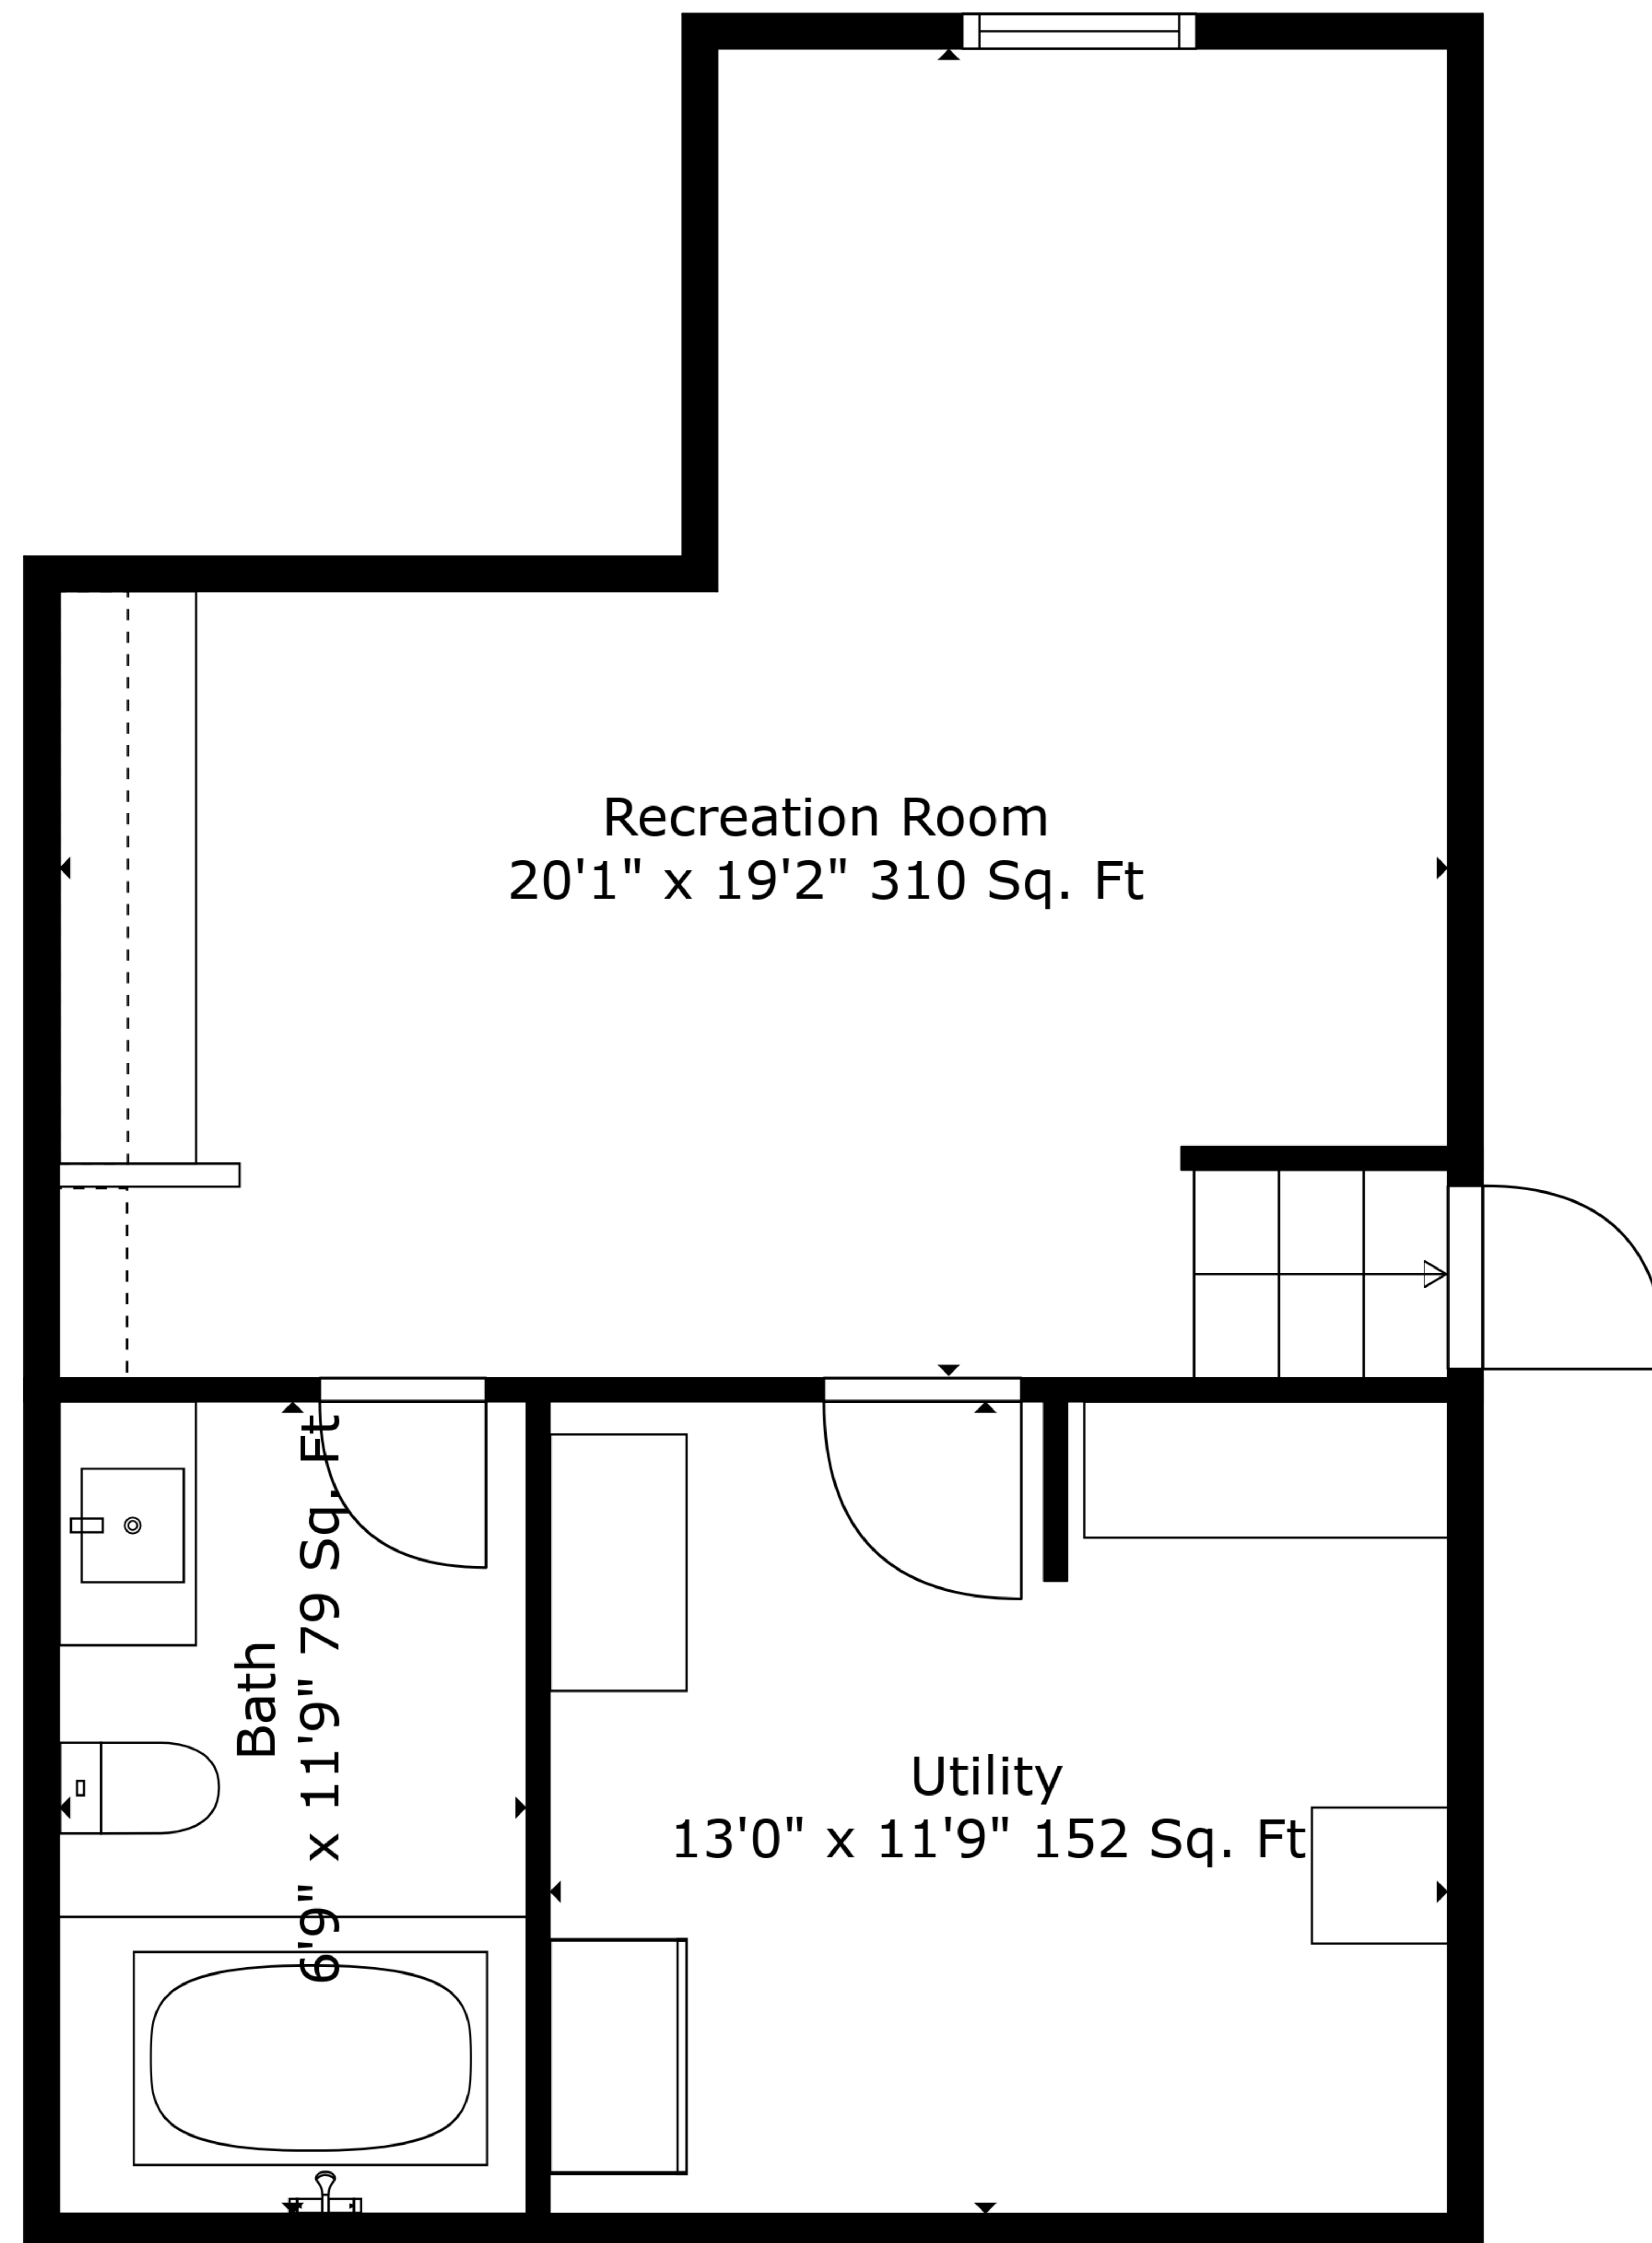 Recreation Room
20'1" x 19'2" 310 Sq. Ft
Bath
6'9" x 11'9" 79 Sq. Ft
Utility
13'0" x 11'9" 152 Sq. Ft